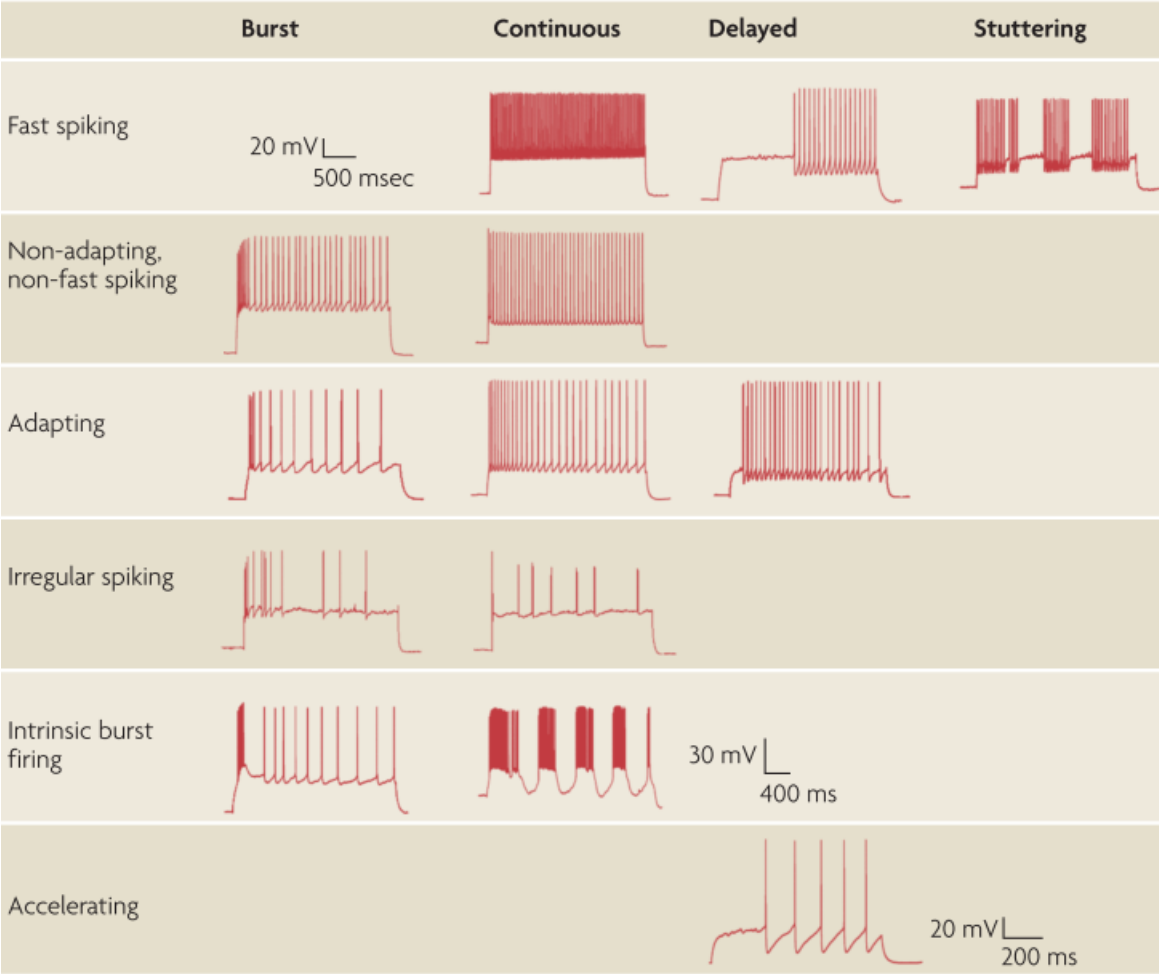 Burst Continuous Delayed Stuttering
Fast spiking
20 mV
500 msec
Non-adapting,
non-fast spiking
Adapting
Irregular spiking
Intrinsic burst
firing
30 mV
400 ms
Accelerating
20 mV
200 ms